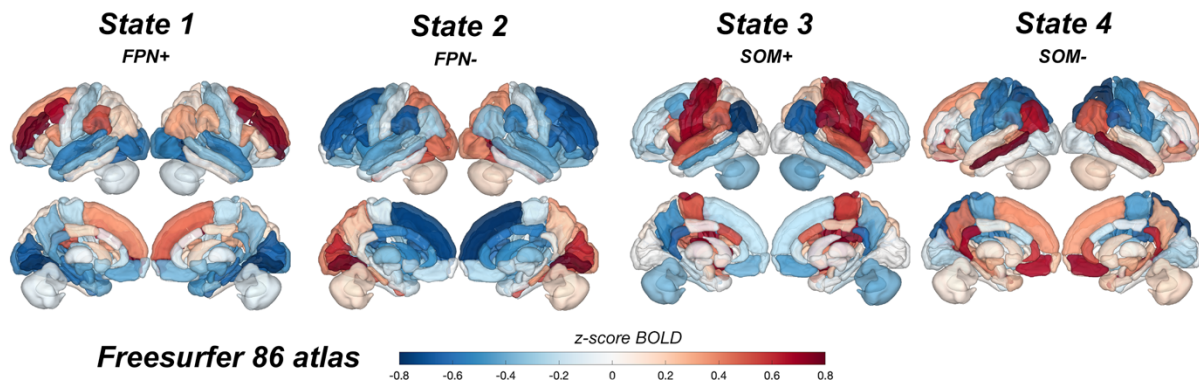 State 1 State 2 State 3 State 4
FPN+ FPN- SOM+ SOM-
z-score BOLD
Freesurfer 86 atlas
-0.8 -0.6 -0.4 -0.2 0 0.2 0.4 0.6 0.8